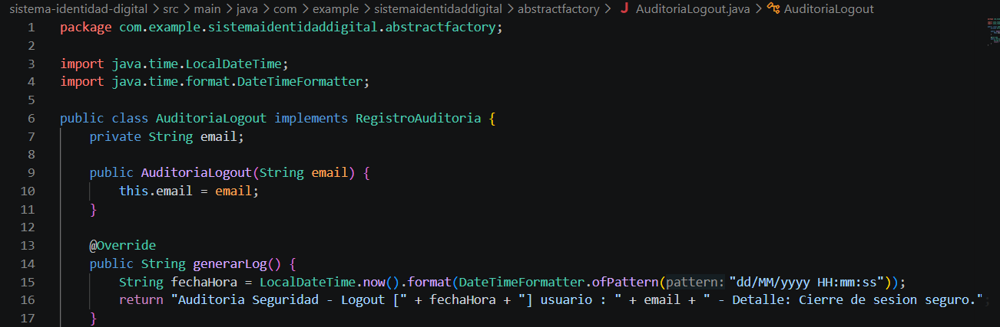 sistema-identidad-digital > src > main > java > com > example > sistemaidentidaddigital > abstractfactory > J AuditoriaLogout.java > AuditoriaLogout
1 package com.example.sistemaidentidaddigital.abstractfactory;
2
3 import java.time.LocalDateTime;
4 import java.time.format.DateTimeFormatter;
5
6 public class AuditoriaLogout implements RegistroAuditoria {
7     private String email;
8
9     public AuditoriaLogout(String email) {
10         this.email = email;
11     }
12
13     @Override
14     public String generarLog() {
15         String fechaHora = LocalDateTime.now().format(DateTimeFormatter.ofPattern(pattern: "dd/MM/yyyy HH:mm:ss"));
16         return "Auditoria Seguridad - Logout [" + fechaHora + "] usuario : " + email + " - Detalle: Cierre de sesion seguro.";
17     }